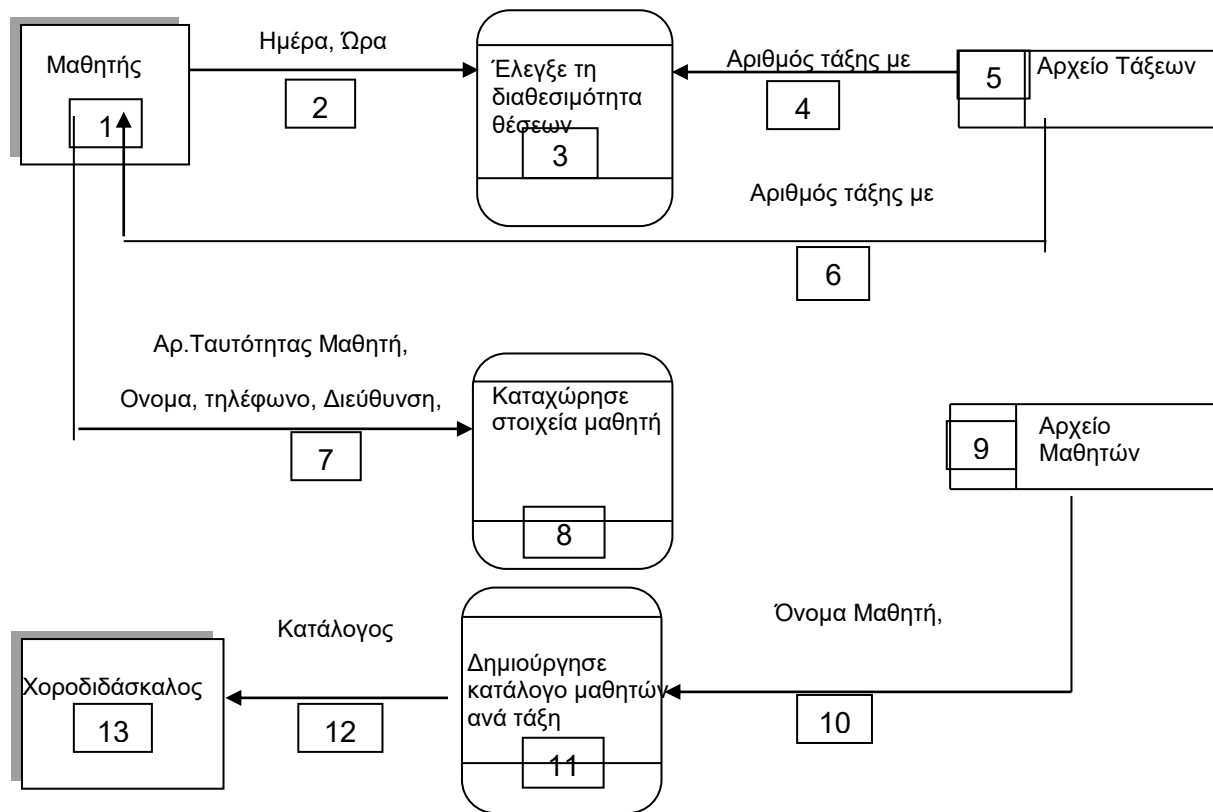 Μαθητής
1
Ημέρα, Ώρα
2
Έλεγξε τη
διαθεσιμότητα
θέσεων
3
Αριθμός τάξης με
4
5
Αρχείο Τάξεων
Αριθμός τάξης με
6
Αρ.Ταυτότητας Μαθητή,
Ονομα, τηλέφωνο, Διεύθυνση,
7
Καταχώρησε
στοιχεία μαθητή
8
9
Αρχείο
Μαθητών
Όνομα Μαθητή,
10
Δημιούργησε
κατάλογο μαθητών
ανά τάξη
11
Κατάλογος
12
Χοροδιδάσκαλος
13